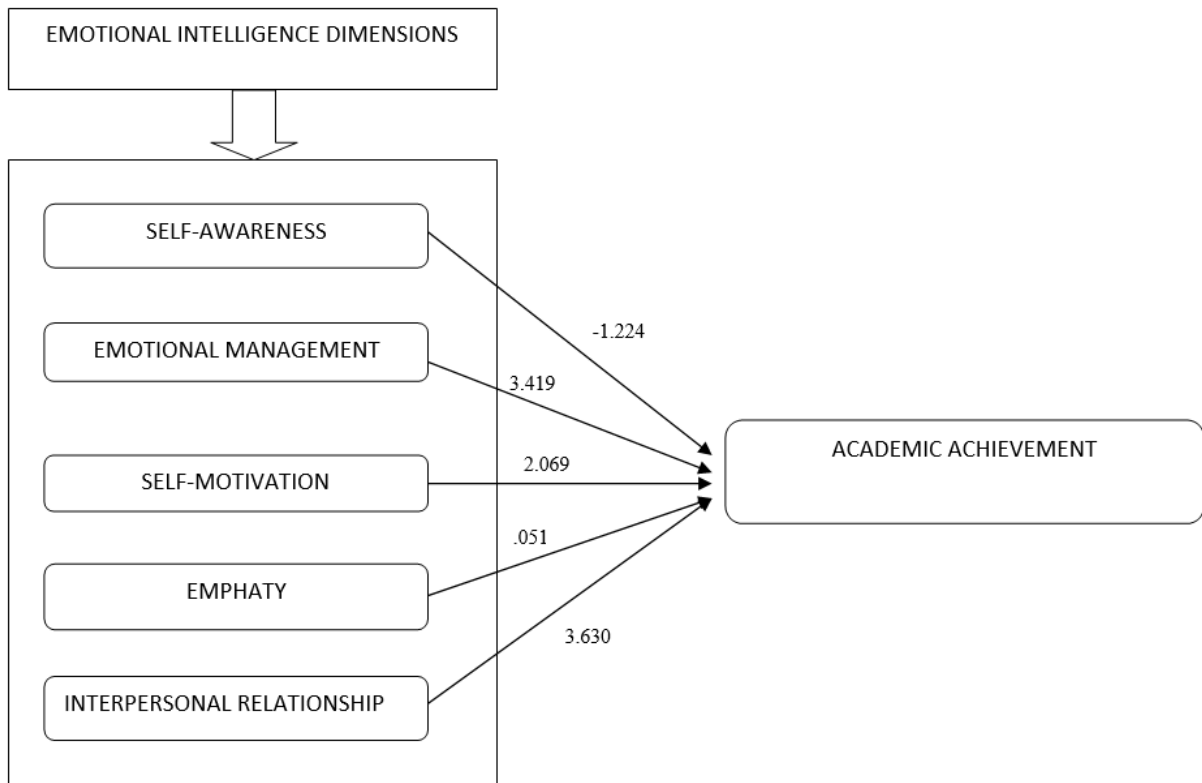 EMOTIONAL INTELLIGENCE DIMENSIONS
SELF-AWARENESS
-1.224
EMOTIONAL MANAGEMENT
3.419
ACADEMIC ACHIEVEMENT
SELF-MOTIVATION
2.069
.051
EMPHATY
3.630
INTERPERSONAL RELATIONSHIP